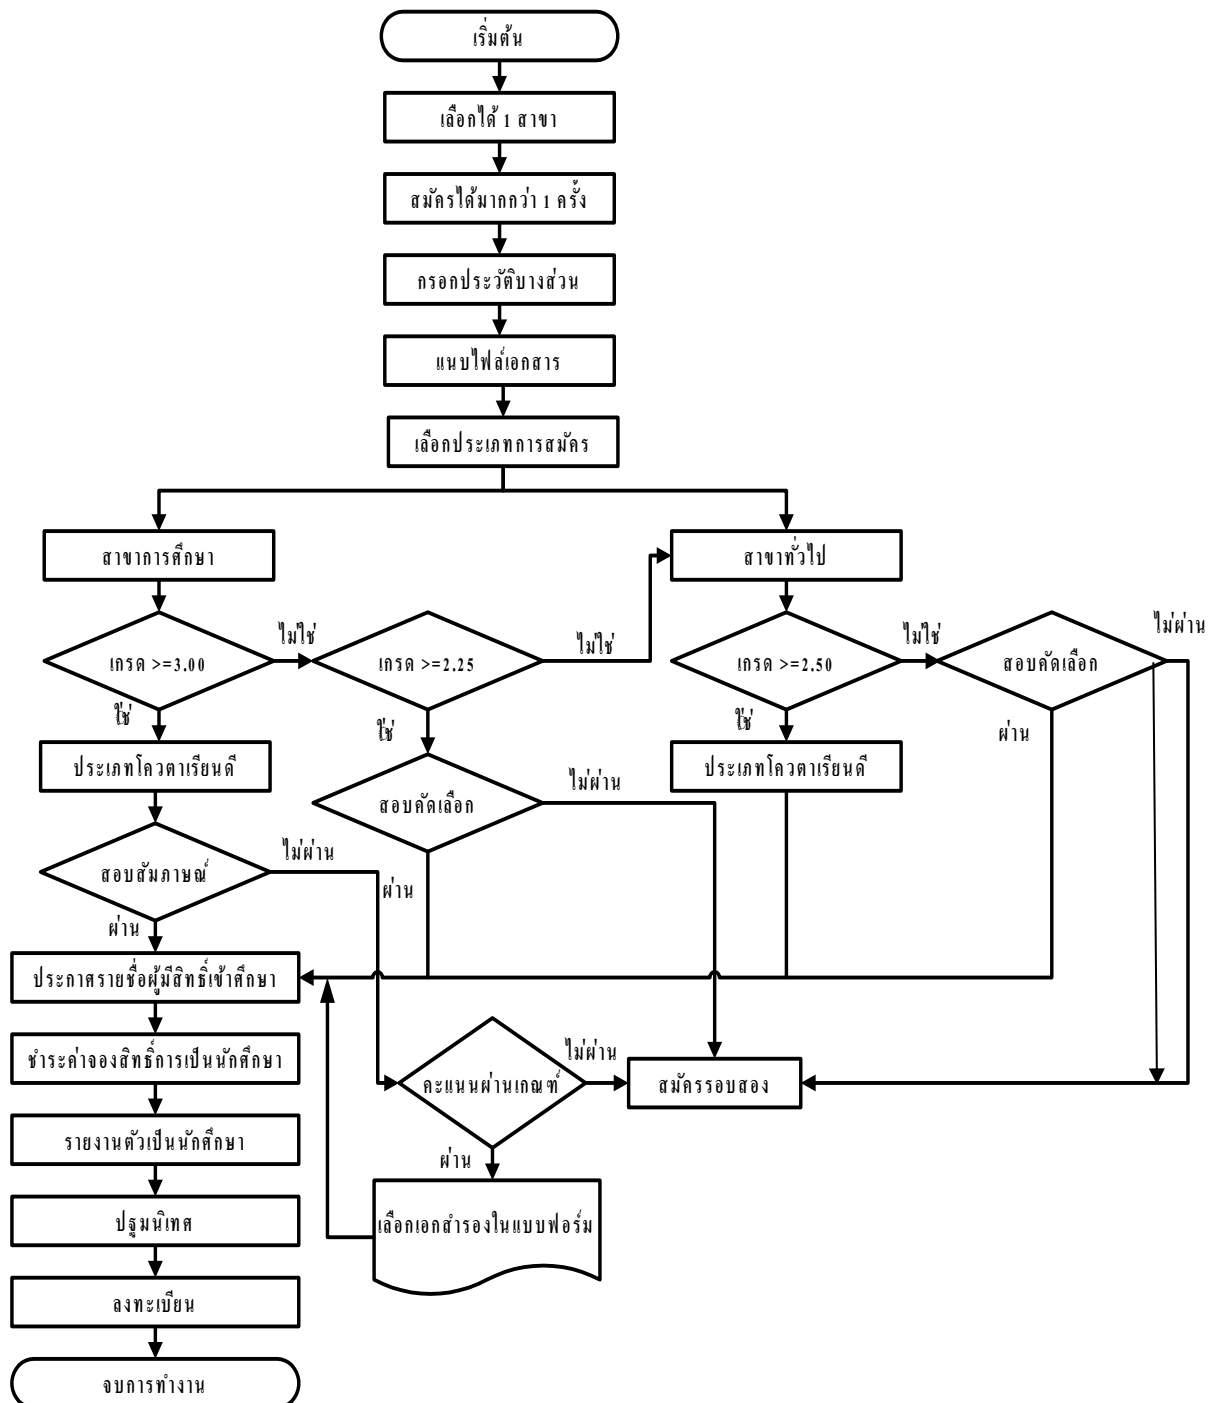 เริ่มต้น
เลือกได้ 1 สาขา
สมัครได้มากกว่า 1 ครั้ง
กรอกประวัติบางส่วน
แนบไฟล์เอกสาร
เลือกประเภทการสมัคร
สาขาการศึกษา
สาขาทั่วไป
เกรด >=3.00
ไม่ใช่
เกรด >=2.25
ไม่ใช่
เกรด >=2.50
ไม่ใช่
สอบคัดเลือก
ไม่ผ่าน
ใช่
ใช่
ใช่
ผ่าน
ประเภทโควตาเรียนดี
ประเภทโควตาเรียนดี
สอบคัดเลือก
ไม่ผ่าน
สอบสัมภาษณ์
ไม่ผ่าน
ผ่าน
ผ่าน
ประกาศรายชื่อผู้มีสิทธิ์เข้าศึกษา
ชำระค่าจองสิทธิ์การเป็นนักศึกษา
คะแนนผ่านเกณฑ์
ไม่ผ่าน
สมัครรอบสอง
รายงานตัวเป็นนักศึกษา
ผ่าน
ปฐมนิเทศ
เลือกเอกสำรองในแบบฟอร์ม
ลงทะเบียน
จบการทำงาน